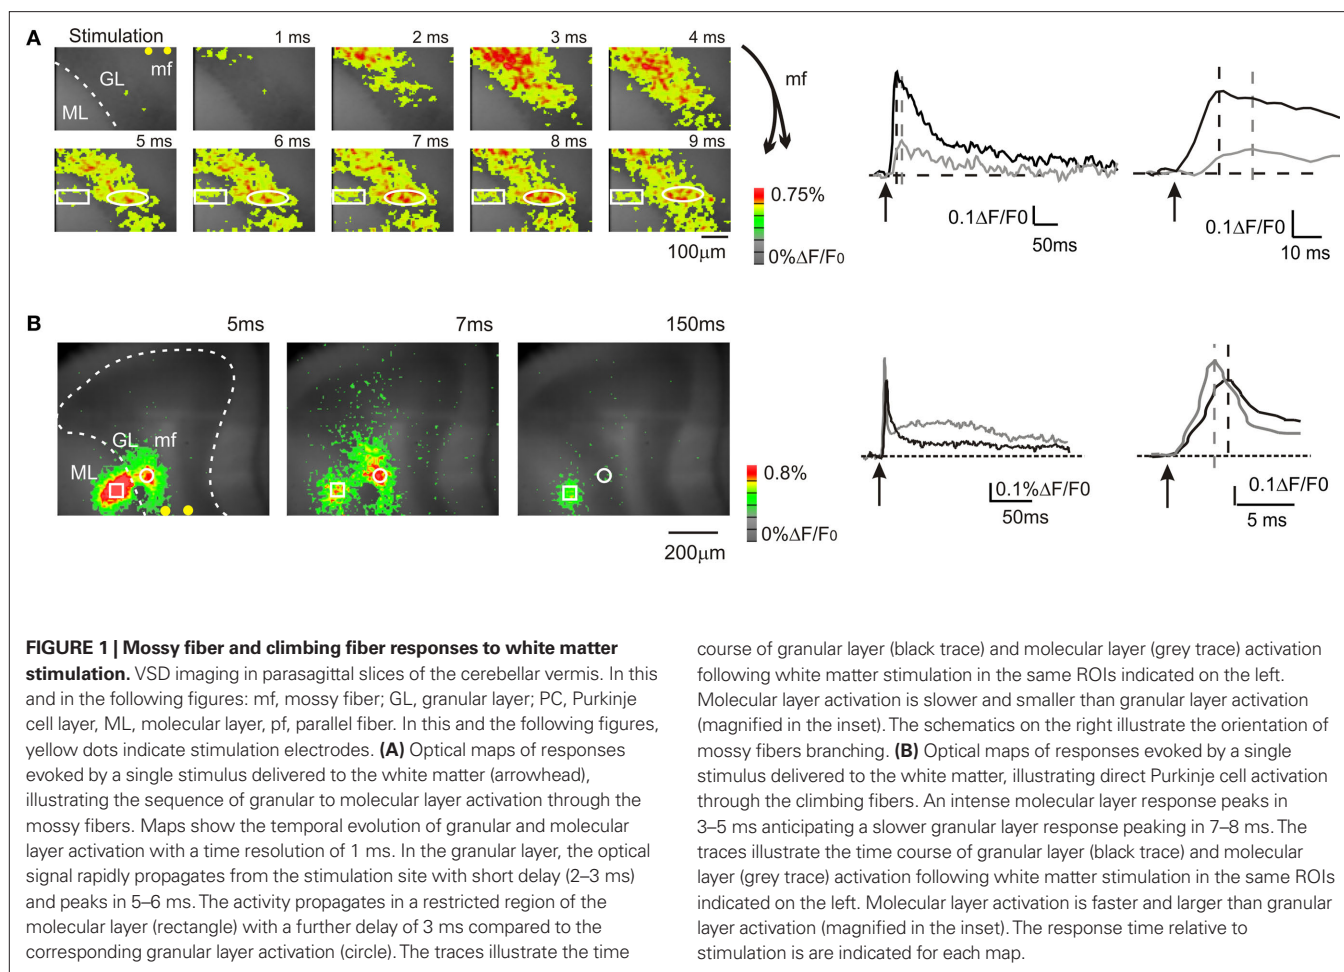 A
Stimulation
1 ms
2 ms
3 ms
4 ms
GL
mf
ML
5 ms
6 ms
7 ms
8 ms
9 ms
100μm
mf
0.75%
0%ΔF/F0
0.1ΔF/F0
50ms
0.1ΔF/F0
10 ms
B
5ms
7ms
150ms
GL
mf
ML
200μm
0.8%
0%ΔF/F0
0.1%ΔF/F0
50ms
0.1ΔF/F0
5 ms
FIGURE 1 | Mossy fiber and climbing fiber responses to white matter
stimulation. VSD imaging in parasagittal slices of the cerebellar vermis. In this
and in the following figures: mf, mossy fiber; GL, granular layer; PC, Purkinje
cell layer, ML, molecular layer, pf, parallel fiber. In this and the following figures,
yellow dots indicate stimulation electrodes. (A) Optical maps of responses
evoked by a single stimulus delivered to the white matter (arrowhead),
illustrating the sequence of granular to molecular layer activation through the
mossy fibers. Maps show the temporal evolution of granular and molecular
layer activation with a time resolution of 1 ms. In the granular layer, the optical
signal rapidly propagates from the stimulation site with short delay (2–3 ms)
and peaks in 5–6 ms. The activity propagates in a restricted region of the
molecular layer (rectangle) with a further delay of 3 ms compared to the
corresponding granular layer activation (circle). The traces illustrate the time
course of granular layer (black trace) and molecular layer (grey trace) activation
following white matter stimulation in the same ROIs indicated on the left.
Molecular layer activation is slower and smaller than granular layer activation
(magnified in the inset). The schematics on the right illustrate the orientation of
mossy fibers branching. (B) Optical maps of responses evoked by a single
stimulus delivered to the white matter, illustrating direct Purkinje cell activation
through the climbing fibers. An intense molecular layer response peaks in
3–5 ms anticipating a slower granular layer response peaking in 7–8 ms. The
traces illustrate the time course of granular layer (black trace) and molecular
layer (grey trace) activation following white matter stimulation in the same ROIs
indicated on the left. Molecular layer activation is faster and larger than granular
layer activation (magnified in the inset). The response time relative to
stimulation is are indicated for each map.